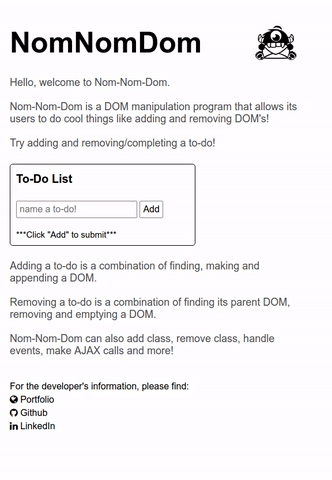 NomNomDom
Hello, welcome to Nom-Nom-Dom.
Nom-Nom-Dom is a DOM manipulation program that allows its
users to do cool things like adding and removing DOM's!
Try adding and removing/completing a to-do!
To-Do List
name a to-do! Add
***Click "Add" to submit***
Adding a to-do is a combination of finding, making and
appending a DOM.
Removing a to-do is a combination of finding its parent DOM,
removing and emptying a DOM.
Nom-Nom-Dom can also add class, remove class, handle
events, make AJAX calls and more!
For the developer's information, please find:
Portfolio
Github
LinkedIn